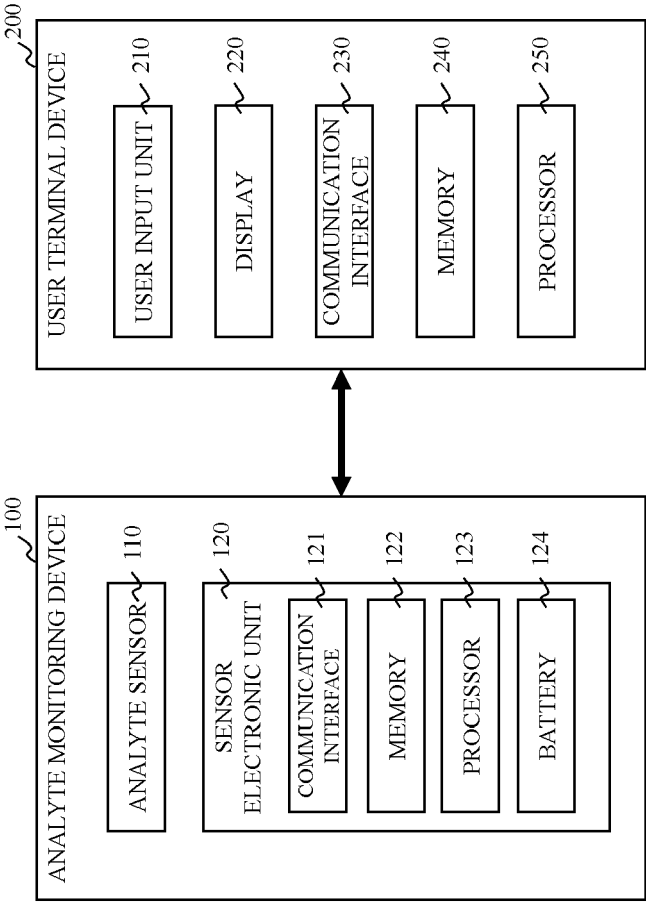 100
ANALYTE MONITORING DEVICE
ANALYTE SENSOR
110
SENSOR
ELECTRONIC UNIT
120
COMMUNICATION
INTERFACE
121
MEMORY
122
PROCESSOR
123
BATTERY
124
200
USER TERMINAL DEVICE
USER INPUT UNIT
210
DISPLAY
220
COMMUNICATION
INTERFACE
230
MEMORY
240
PROCESSOR
250